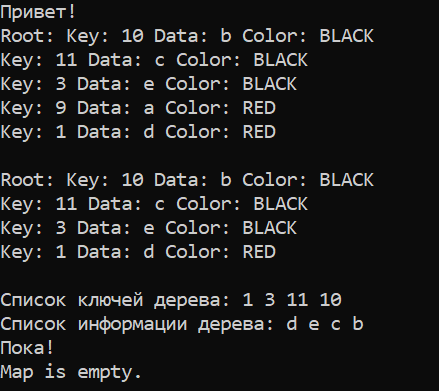 Привет!
Root: Key: 10 Data: b Color: BLACK
Key: 11 Data: c Color: BLACK
Key: 3 Data: e Color: BLACK
Key: 9 Data: a Color: RED
Key: 1 Data: d Color: RED
Root: Key: 10 Data: b Color: BLACK
Key: 11 Data: c Color: BLACK
Key: 3 Data: e Color: BLACK
Key: 1 Data: d Color: RED
Список ключей дерева: 1 3 11 10
Список информации дерева: d e c b
Пока!
Map is empty.